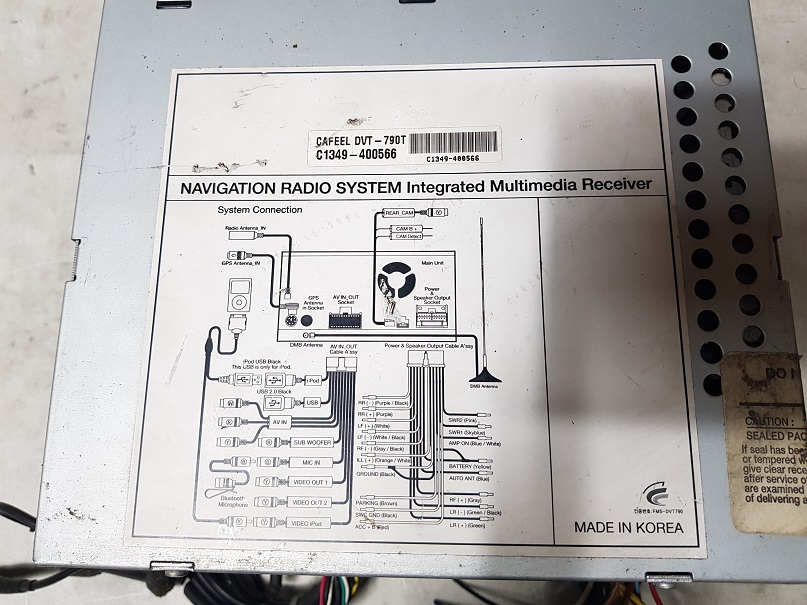 CAFEEL DVT-790T
C1349-400566
C1349-400566
NAVIGATION RADIO SYSTEM Integrated Multimedia Receiver
System Connection
REAR_CAM
Radio Antenna_IN
CAM B +
CAM Detect
GPS Antenna_IN
Main Unit
GPS
Antenna
in Socket
AV IN_OUT
Socket
Power
&
Speaker Output
Socket
DMB Antenna
AV IN_OUT
Cable A'ssy
Power & Speaker Output Cable A'ssy
iPod USB Black
This USB is only for iPod.
iPod
DMB Antenna
USB 2.0 Black
USB
RR (-) (Purple / Black)
RR (+) (Purple)
SWR2 (Pink)
AV IN
LF (+) (White)
SWR1 (Skyblue)
LF (-) (White / Black)
AMP ON (Blue / White)
SUB WOOFER
RF (-) (Gray / Black)
MIC IN
ILL (+) (Orange / White)
BATTERY (Yellow)
GROUND (Black)
AUTO ANT (Blue)
VIDEO OUT 1
Bluetooth
Microphone
VIDEO OUT 2
PARKING (Brown)
RF (+) (Gray)
SWC GND (Black)
LR (-) (Green / Black)
VIDEO iPod
ACC + B (Red)
LR (+) (Green)
MADE IN KOREA
DO N
CAUTION :
SEALED PAC
If seal has bee
or tempered w
give clear rece
after service o
are examined
of delivering a